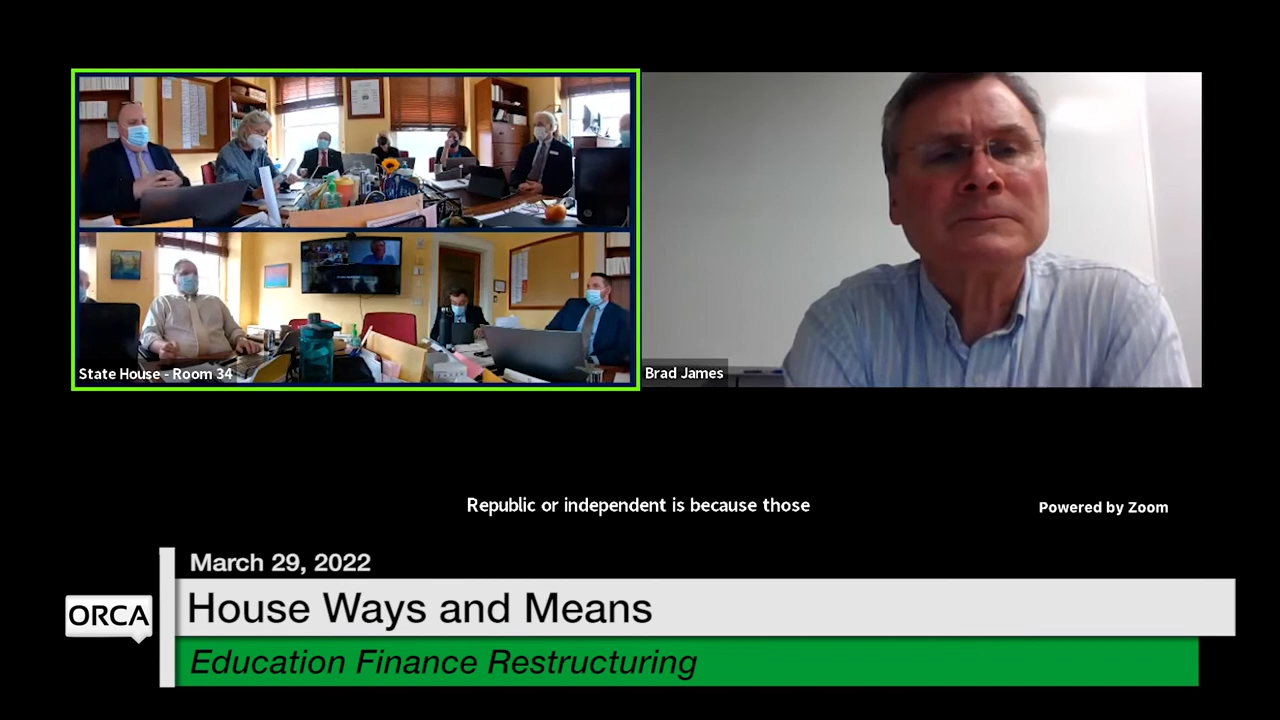 State House - Room 34
Brad James
Republic or independent is because those
Powered by Zoom
March 29, 2022
ORCA
House Ways and Means
Education Finance Restructuring